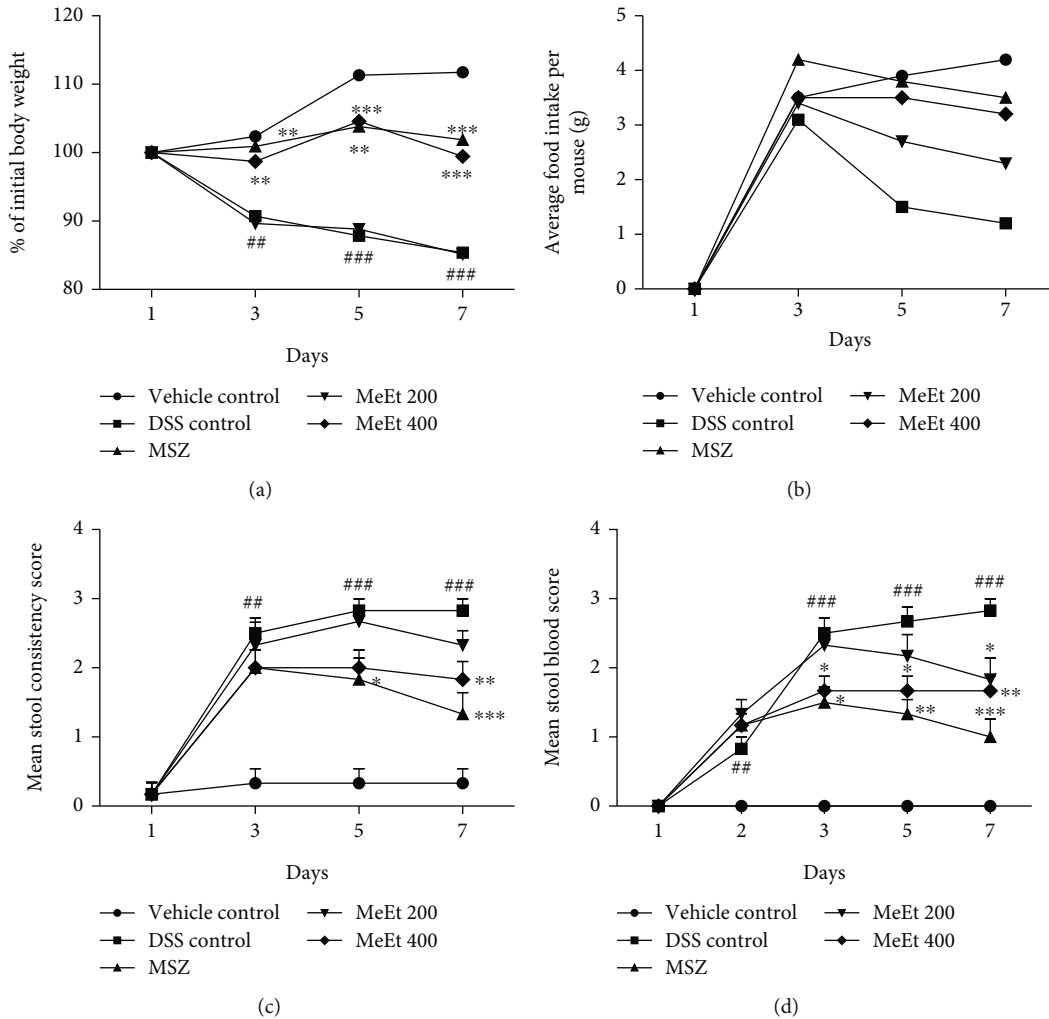 120
110
100
90
80
% of initial body weight
**
**
##
***
**
###
***
***
###
1 3 5 7
Days
Vehicle control
DSS control
MSZ
MeEt 200
MeEt 400
(a)
5
4
3
2
1
0
Average food intake per
mouse (g)
1 3 5 7
Days
Vehicle control
DSS control
MSZ
MeEt 200
MeEt 400
(b)
4
3
2
1
0
Mean stool consistency score
##
###
*
###
**
***
1 3 5 7
Days
Vehicle control
DSS control
MSZ
MeEt 200
MeEt 400
(c)
4
3
2
1
0
Mean stool blood score
##
###
*
*
###
*
**
###
*
**
***
1 2 3 5 7
Days
Vehicle control
DSS control
MSZ
MeEt 200
MeEt 400
(d)